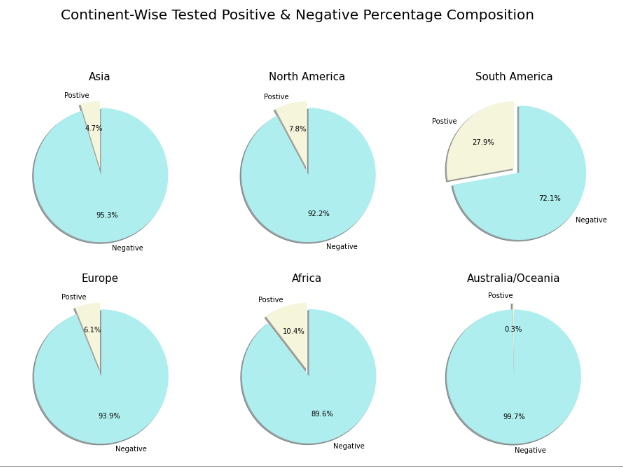 Continent-Wise Tested Positive & Negative Percentage Composition
Asia
Postive
4.7%
95.3%
Negative
North America
Postive
7.8%
92.2%
Negative
South America
Postive
27.9%
72.1%
Negative
Europe
Postive
6.1%
93.9%
Negative
Africa
Postive
10.4%
89.6%
Negative
Australia/Oceania
Postive
0.3%
99.7%
Negative